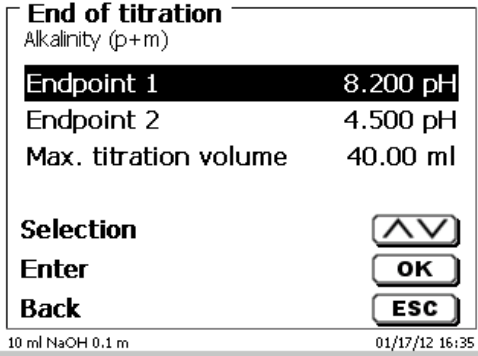 End of titration
Alkalinity (p+m)
Endpoint 1 8.200 pH
Endpoint 2 4.500 pH
Max. titration volume 40.00 ml
Selection
Enter OK
Back ESC
10 ml NaOH 0.1 m 01/17/12 16:35